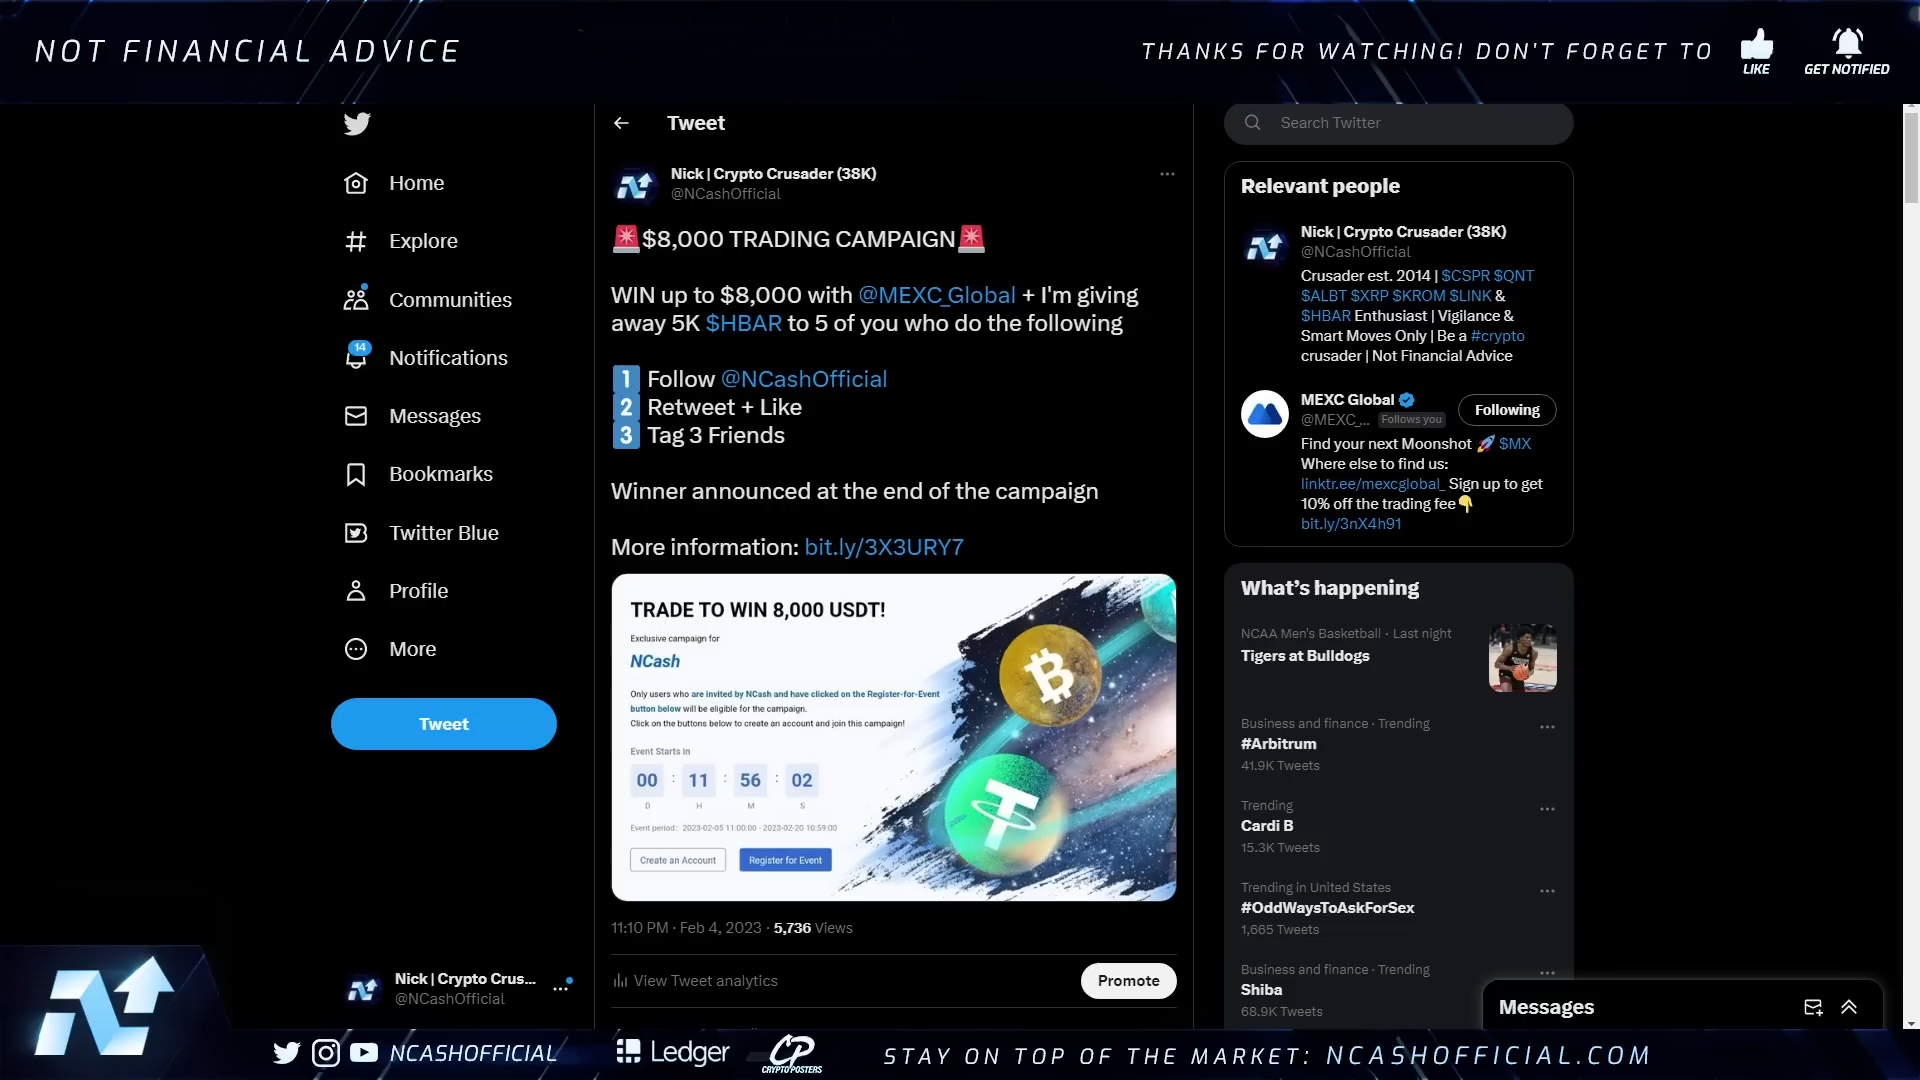 NOT FINANCIAL ADVICE
THANKS FOR WATCHING! DON'T FORGET TO
LIKE
GET NOTIFIED
Home
Explore
Communities
14
Notifications
Messages
Bookmarks
Twitter Blue
Profile
More
Tweet
Nick | Crypto Crus...
@NCashOfficial
Tweet
Nick | Crypto Crusader (38K)
@NCashOfficial
🚨$8,000 TRADING CAMPAIGN🚨
WIN up to $8,000 with @MEXC_Global + I'm giving
away 5K $HBAR to 5 of you who do the following
1 Follow @NCashOfficial
2 Retweet + Like
3 Tag 3 Friends
Winner announced at the end of the campaign
More information: bit.ly/3X3URY7
TRADE TO WIN 8,000 USDT!
Exclusive campaign for
NCash
Only users who are invited by NCash and have clicked on the Register-for-Event
button below will be eligible for the campaign.
Click on the buttons below to create an account and join this campaign!
Event Starts in
00 : 11 : 56 : 02
D H M S
Event period: 2023-02-05 11:00:00 - 2023-02-20 10:59:00
Create an Account Register for Event
11:10 PM · Feb 4, 2023 · 5,736 Views
View Tweet analytics
Promote
Search Twitter
Relevant people
Nick | Crypto Crusader (38K)
@NCashOfficial
Crusader est. 2014 | $CSPR $QNT
$ALBT $XRP $KROM $LINK &
$HBAR Enthusiast | Vigilance &
Smart Moves Only | Be a #crypto
crusader | Not Financial Advice
MEXC Global
@MEXC_... Follows you
Following
Find your next Moonshot 🚀 $MX
Where else to find us:
linktr.ee/mexcglobal_ Sign up to get
10% off the trading fee👇
bit.ly/3nX4h91
What's happening
NCAA Men's Basketball · Last night
Tigers at Bulldogs
Business and finance · Trending
#Arbitrum
41.9K Tweets
Trending
Cardi B
15.3K Tweets
Trending in United States
#OddWaysToAskForSex
1,665 Tweets
Business and finance · Trending
Shiba
68.9K Tweets
Messages
NCASHOFFICIAL
Ledger
CP
CRYPTOPOSTERS
STAY ON TOP OF THE MARKET: NCASHOFFICIAL.COM